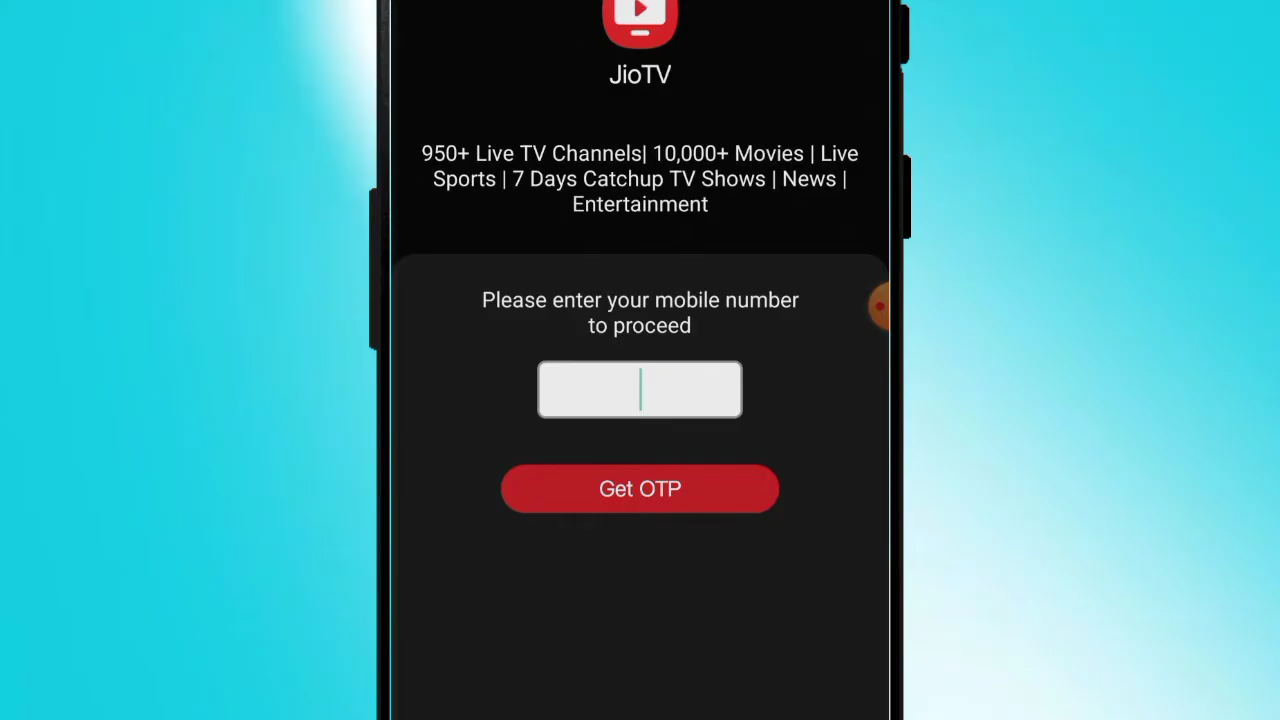 JioTV
950+ Live TV Channels| 10,000+ Movies | Live
Sports | 7 Days Catchup TV Shows | News |
Entertainment
Please enter your mobile number
to proceed
Get OTP